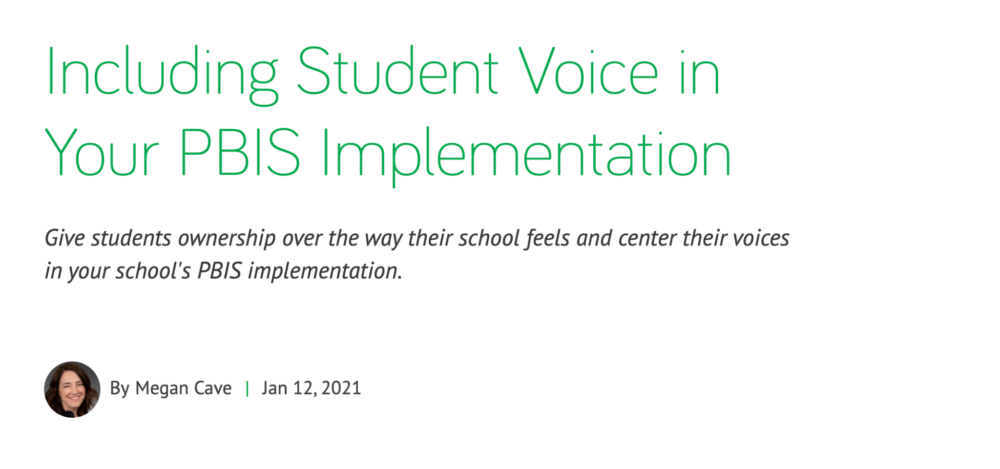 Including Student Voice in
Your PBIS Implementation
Give students ownership over the way their school feels and center their voices
in your school's PBIS implementation.
By Megan Cave | Jan 12, 2021